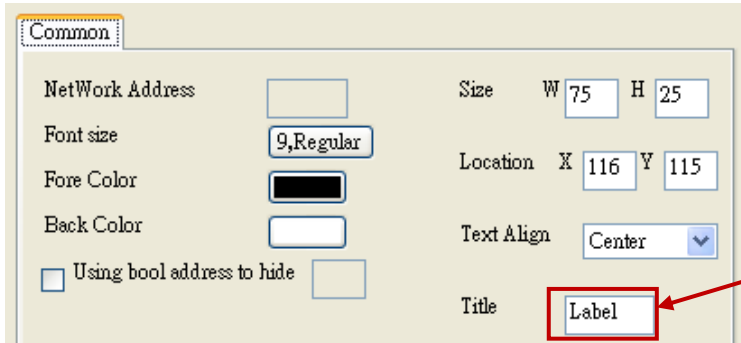 Common
NetWork Address
Font size 9,Regular
Fore Color
Back Color
Using bool address to hide
Size W 75 H 25
Location X 116 Y 115
Text Align Center
Title Label